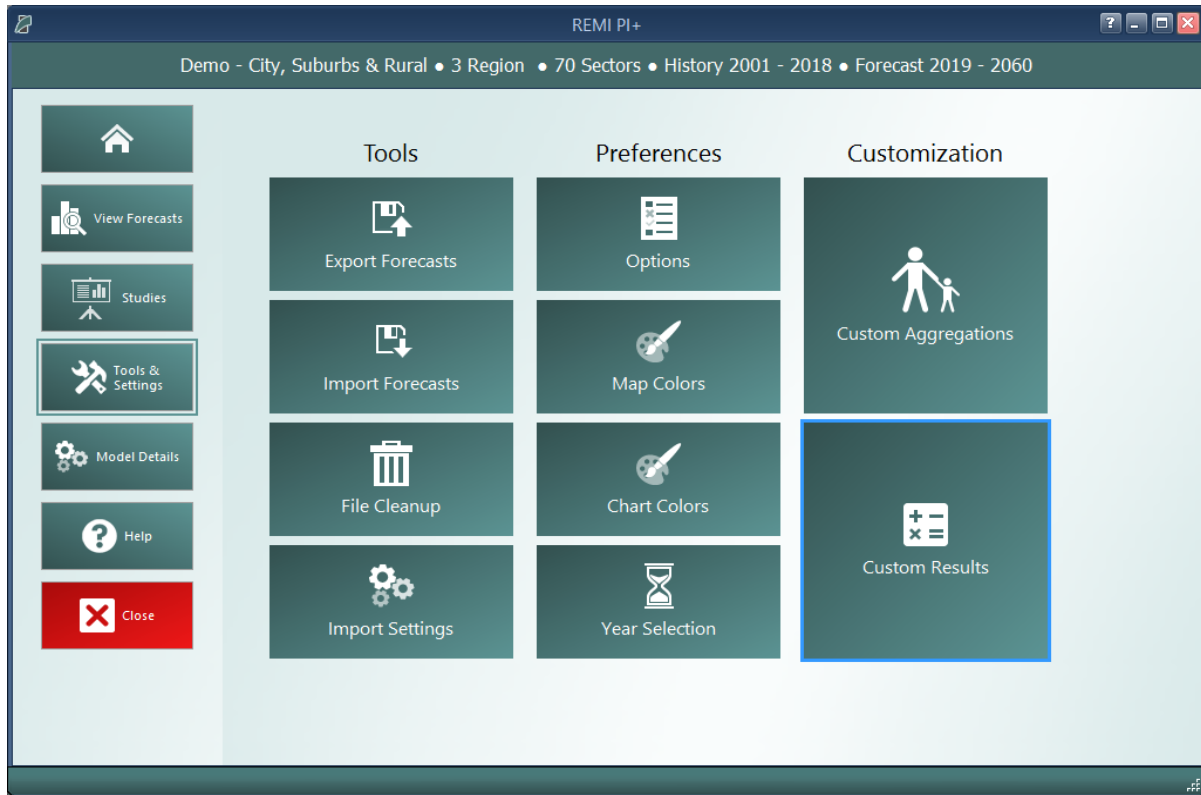 REMI PI+
Demo - City, Suburbs & Rural ● 3 Region ● 70 Sectors ● History 2001 - 2018 ● Forecast 2019 - 2060
View Forecasts
Studies
Tools &
Settings
Model Details
Help
Close
Tools
Export Forecasts
Import Forecasts
File Cleanup
Import Settings
Preferences
Options
Map Colors
Chart Colors
Year Selection
Customization
Custom Aggregations
Custom Results